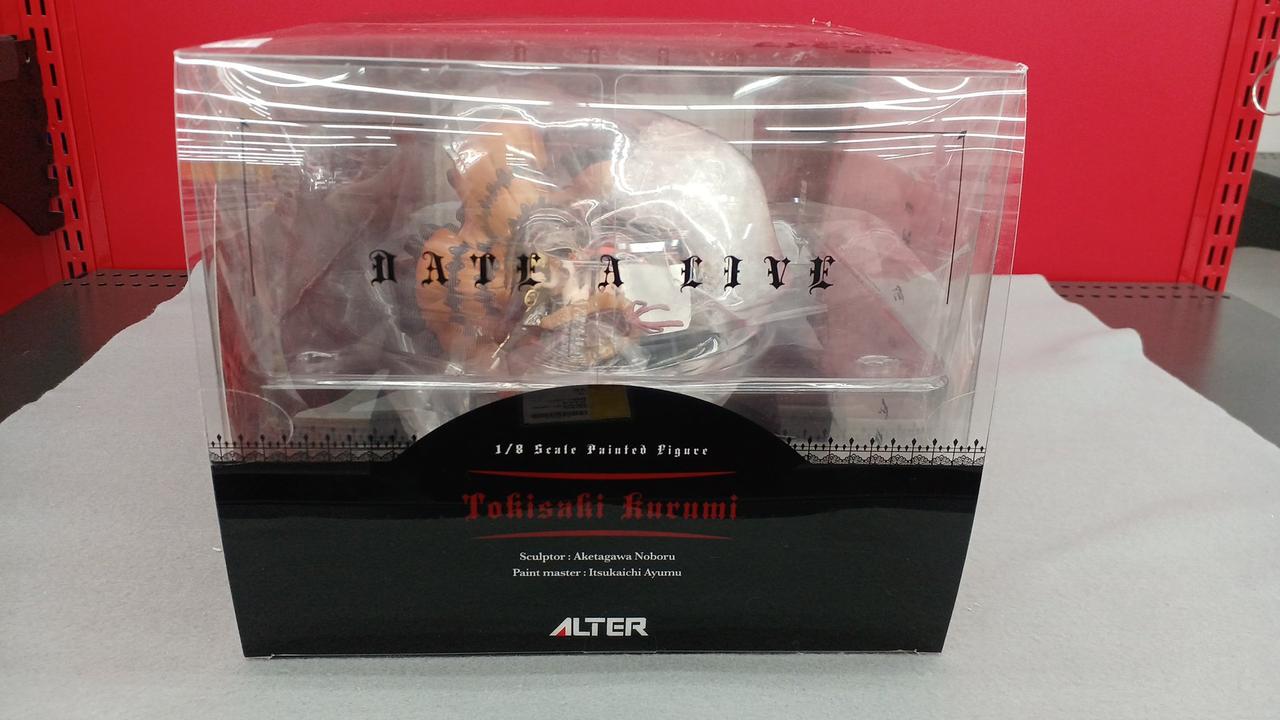 DATE A LIVE
1/8 Scale Painted Figure
Tokisaki Kurumi
Sculptor : Aketagawa Noboru
Paint master : Itsukaichi Ayumu
ALTER